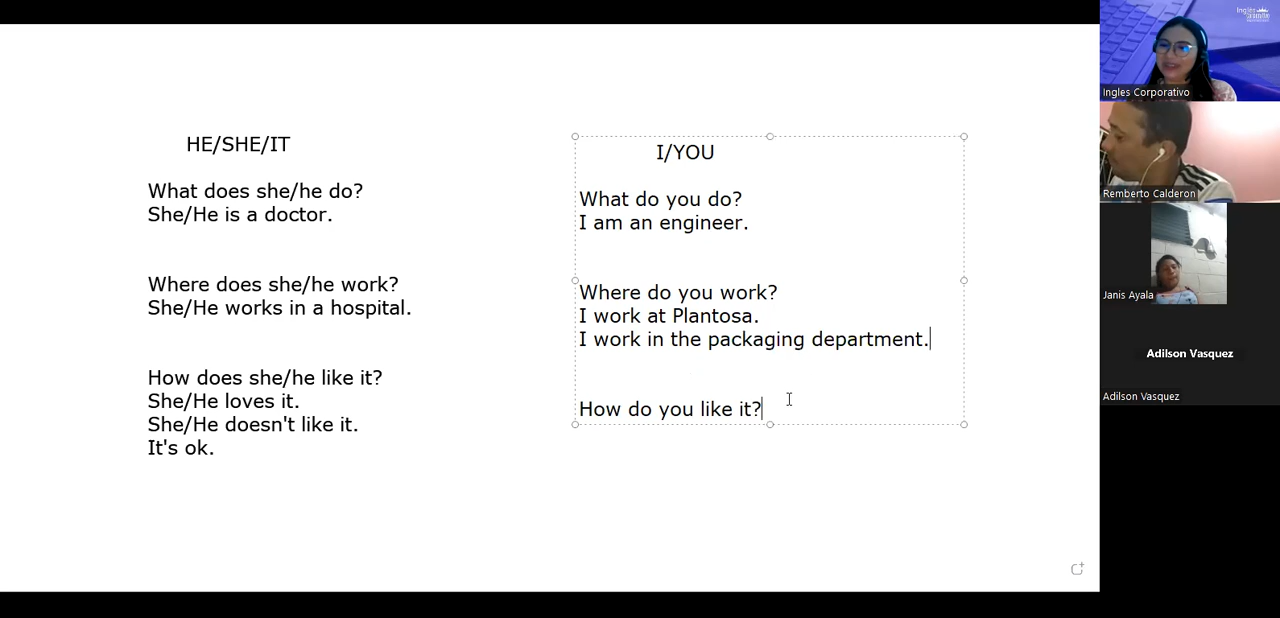 HE/SHE/IT
What does she/he do?
She/He is a doctor.
Where does she/he work?
She/He works in a hospital.
How does she/he like it?
She/He loves it.
She/He doesn't like it.
It's ok.
I/YOU
What do you do?
I am an engineer.
Where do you work?
I work at Plantosa.
I work in the packaging department.
How do you like it?
Ingles Corporativo
Remberto Calderon
Janis Ayala
Adilson Vasquez
Adilson Vasquez